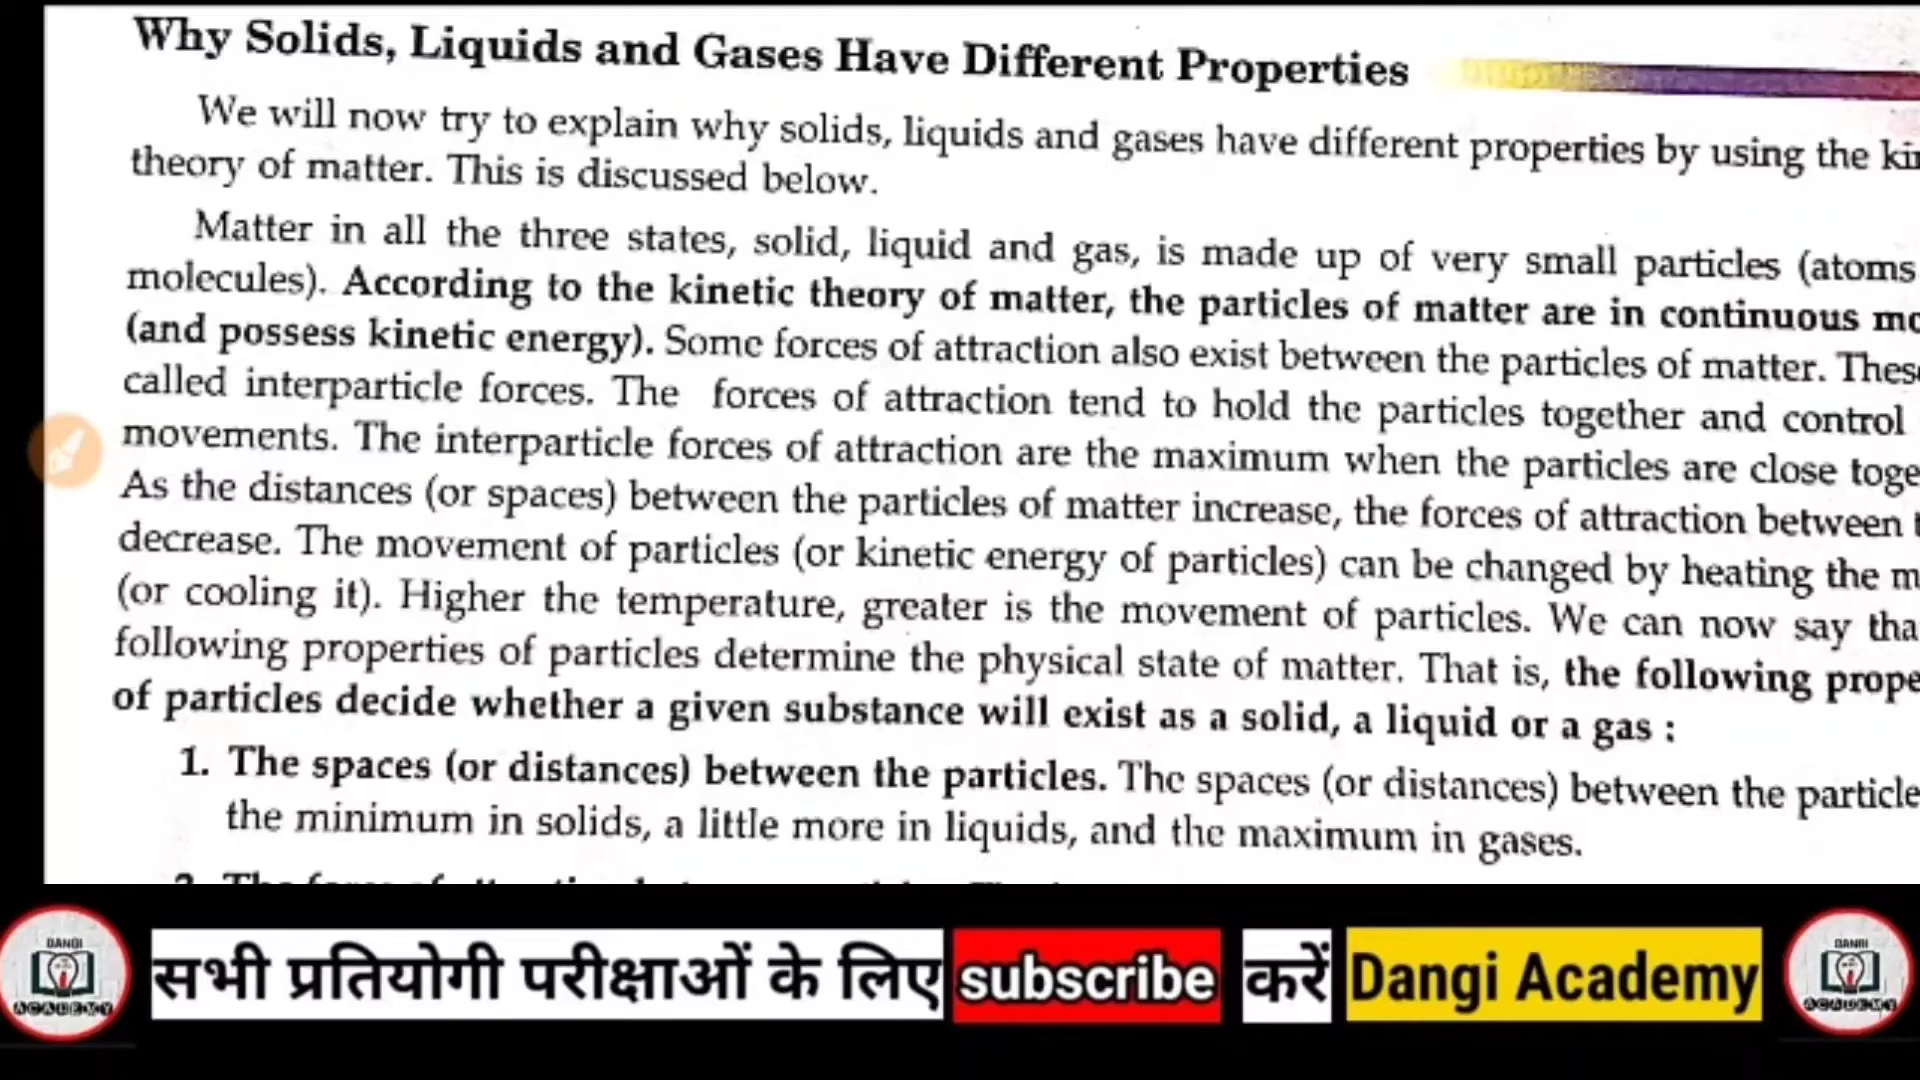 Why Solids, Liquids and Gases Have Different Properties
We will now try to explain why solids, liquids and gases have different properties by using the
theory of matter. This is discussed below.
Matter in all the three states, solid, liquid and gas, is made up of very small particles (atoms
molecules). According to the kinetic theory of matter, the particles of matter are in continuous
(and possess kinetic energy). Some forces of attraction also exist between the particles of matter.
called interparticle forces. The forces of attraction tend to hold the particles together and control
movements. The interparticle forces of attraction are the maximum when the particles are close
As the distances (or spaces) between the particles of matter increase, the forces of attraction between
decrease. The movement of particles (or kinetic energy of particles) can be changed by heating the
(or cooling it). Higher the temperature, greater is the movement of particles. We can now say
following properties of particles determine the physical state of matter. That is, the following
of particles decide whether a given substance will exist as a solid, a liquid or a gas :
1. The spaces (or distances) between the particles. The spaces (or distances) between the
the minimum in solids, a little more in liquids, and the maximum in gases.
DANGI ACADEMY
सभी प्रतियोगी परीक्षाओं के लिए subscribe करें Dangi Academy
DANGI ACADEMY